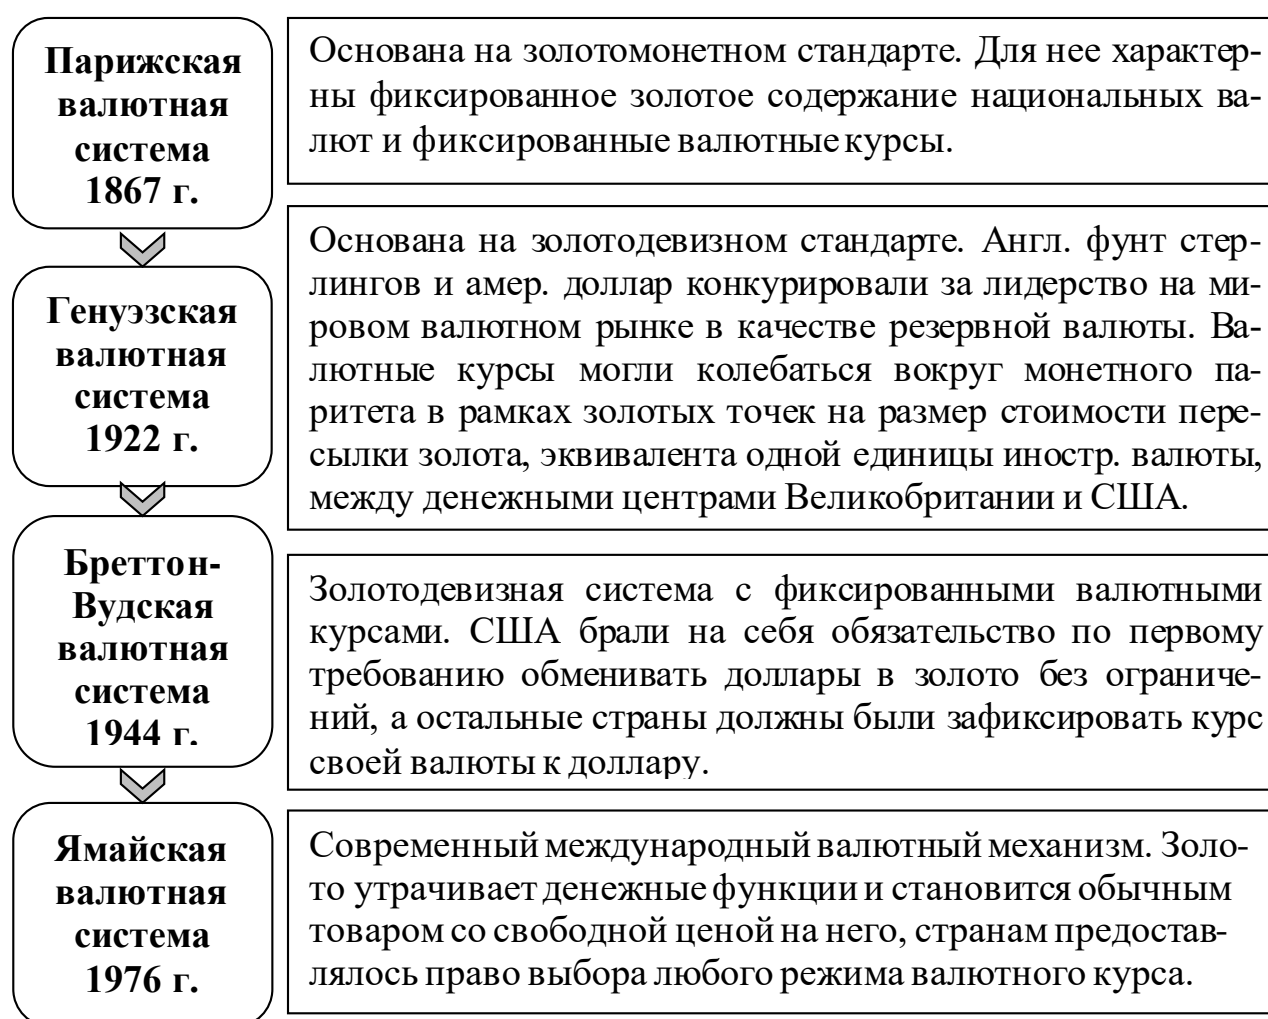 Парижская
валютная
система
1867 г.
Основана на золотомонетном стандарте. Для нее характер-
ны фиксированное золотое содержание национальных ва-
лют и фиксированные валютные курсы.
Генуэзская
валютная
система
1922 г.
Основана на золотодевизном стандарте. Англ. фунт стер-
лингов и амер. доллар конкурировали за лидерство на ми-
ровом валютном рынке в качестве резервной валюты. Ва-
лютные курсы могли колебаться вокруг монетного па-
ритета в рамках золотых точек на размер стоимости пере-
сылки золота, эквивалента одной единицы иностр. валюты,
между денежными центрами Великобритании и США.
Бреттон-
Вудская
валютная
система
1944 г.
Золотодевизная система с фиксированными валютными
курсами. США брали на себя обязательство по первому
требованию обменивать доллары в золото без ограниче-
ний, а остальные страны должны были зафиксировать курс
своей валюты к доллару.
Ямайская
валютная
система
1976 г.
Современный международный валютный механизм. Золо-
то утрачивает денежные функции и становится обычным
товаром со свободной ценой на него, странам предостав-
лялось право выбора любого режима валютного курса.